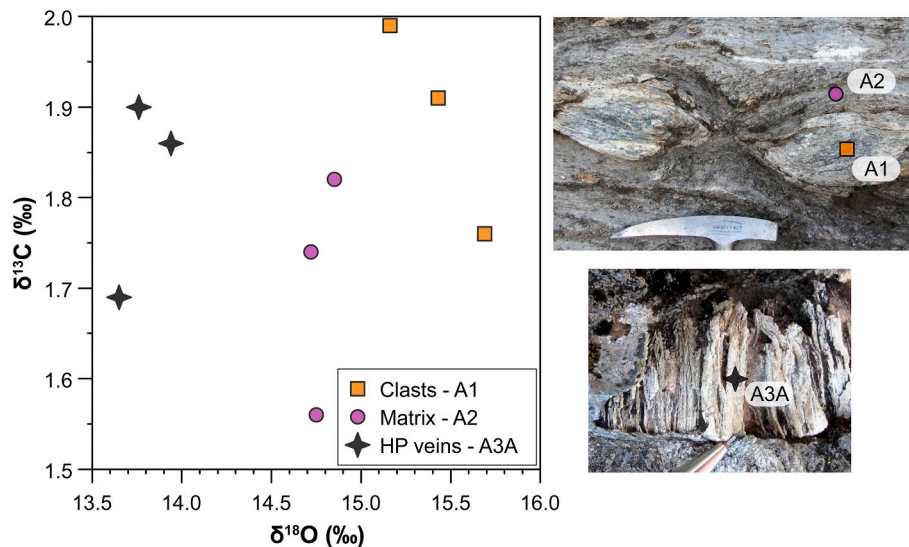 2.0
1.9
1.8
1.7
1.6
1.5
δ¹³C (‰)
13.5 14.0 14.5 15.0 15.5 16.0
δ¹⁸O (‰)
Clasts - A1
Matrix - A2
HP veins - A3A
A2
A1
A3A